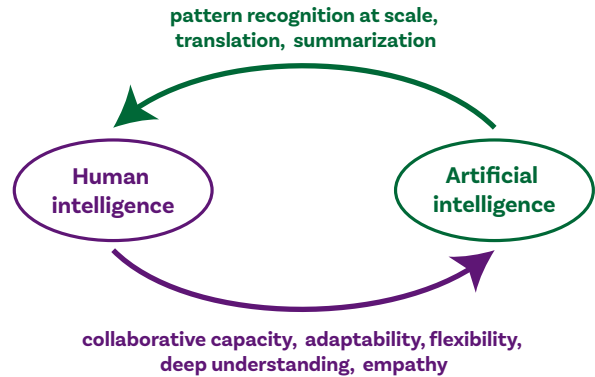 pattern recognition at scale,
translation, summarization
Human
intelligence
Artificial
intelligence
collaborative capacity, adaptability, flexibility,
deep understanding, empathy